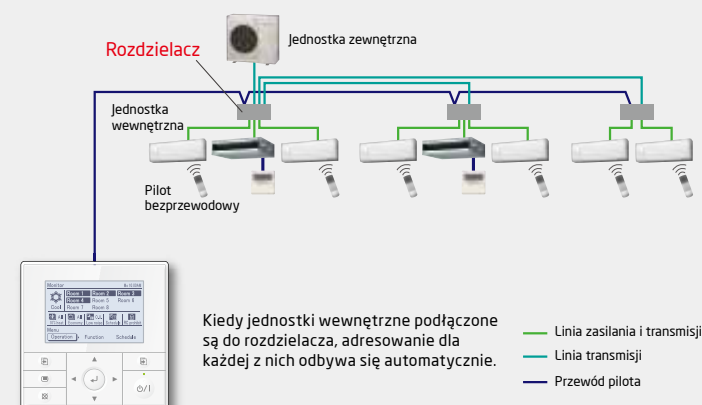 Rozdzielacz
Jednostka zewnętrzna
Jednostka
wewnętrzna
Pilot
bezprzewodowy
Monitor
Room 1 Room 2 Room 3
Room 4 Room 5 Room 6
Cool Room 7 Room 8
Menu
Operation Function Schedule
Kiedy jednostki wewnętrzne podłączone
są do rozdzielacza, adresowanie dla
każdej z nich odbywa się automatycznie.
Linia zasilania i transmisji
Linia transmisji
Przewód pilota